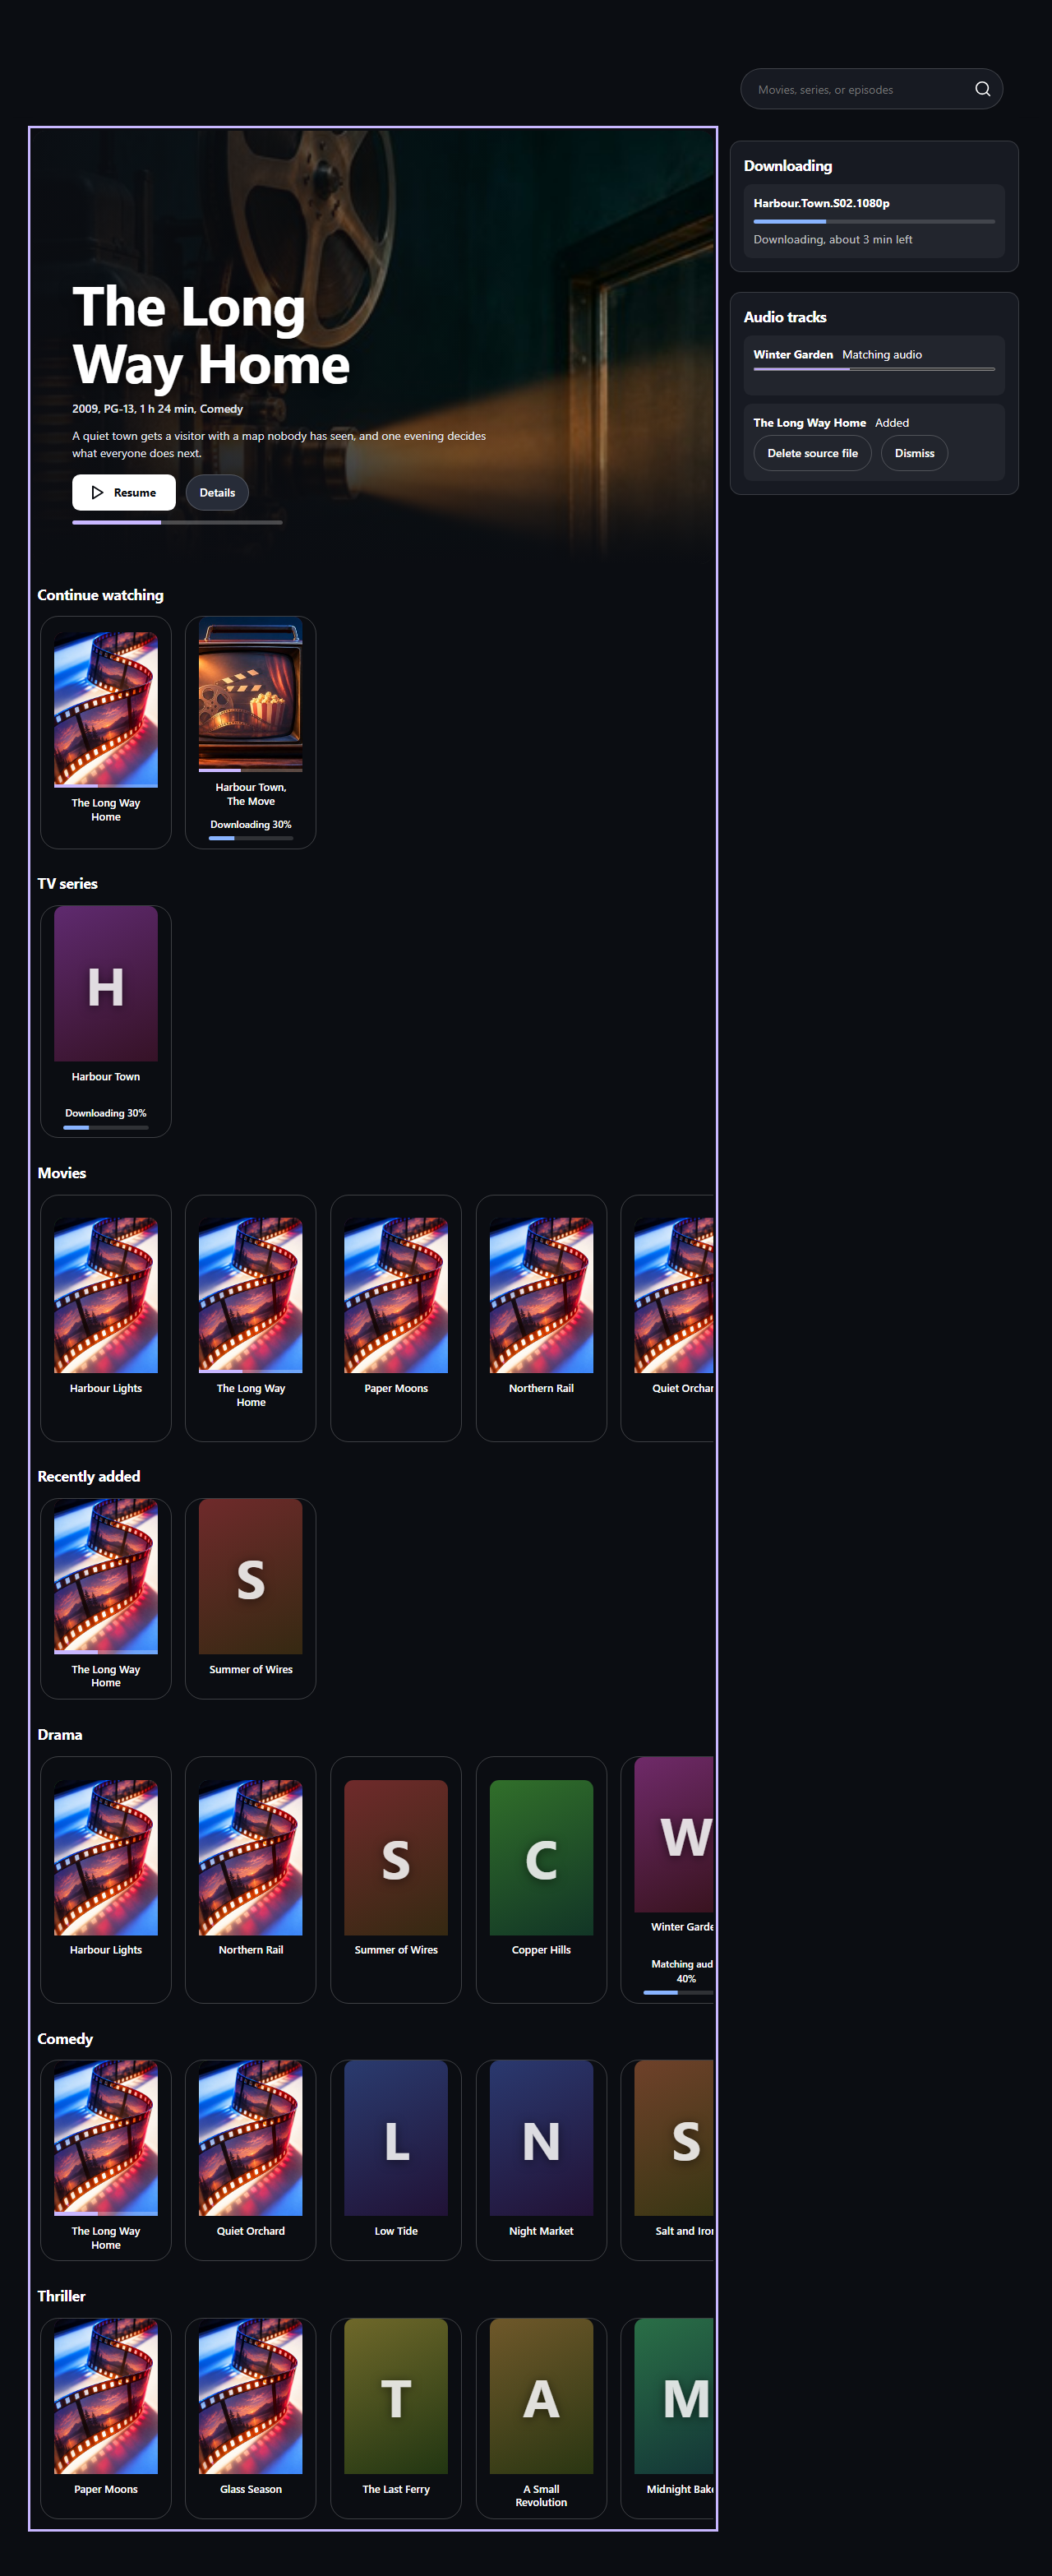 Movies, series, or episodes
Downloading
Harbour.Town.S02.1080p
Downloading, about 3 min left
Audio tracks
Winter Garden Matching audio
The Long Way Home Added
Delete source file Dismiss
The Long
Way Home
2009, PG-13, 1 h 24 min, Comedy
A quiet town gets a visitor with a map nobody has seen, and one evening decides
what everyone does next.
Resume Details
Continue watching
The Long Way
Home
Harbour Town,
The Move
Downloading 30%
TV series
H
Harbour Town
Downloading 30%
Movies
Harbour Lights
The Long Way
Home
Paper Moons
Northern Rail
Quiet Orchar
Recently added
The Long Way
Home
S
Summer of Wires
Drama
Harbour Lights
Northern Rail
S
Summer of Wires
C
Copper Hills
W
Winter Garde
Matching aud
40%
Comedy
The Long Way
Home
Quiet Orchard
L
Low Tide
N
Night Market
S
Salt and Iron
Thriller
Paper Moons
Glass Season
T
The Last Ferry
A
A Small
Revolution
M
Midnight Bake